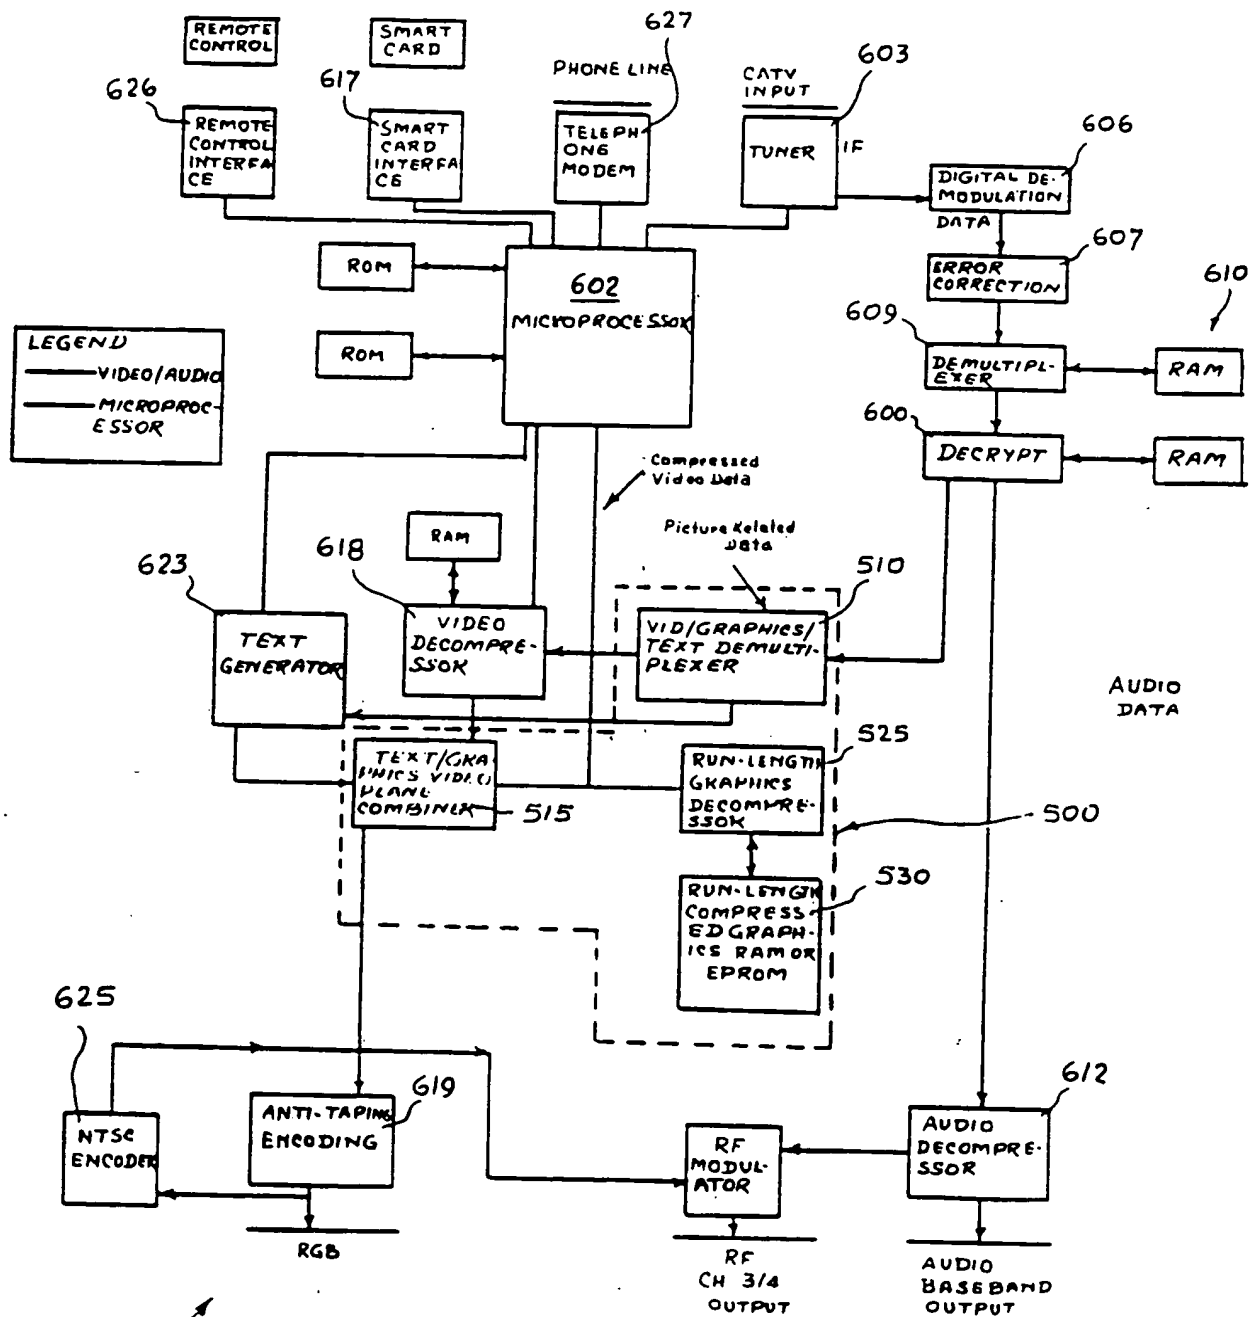 REMOTE
CONTROL
SMART
CARD
627
PHONE LINE
CATV
INPUT
603
626
REMOTE
CONTROL
INTERFA
CE
617
SMART
CARD
INTERFA
CE
TELEPH
ONE
MODEM
TUNER
IF
606
DIGITAL DE-
MODULATION
DATA
607
ERROR
CORRECTION
610
609
DEMULTIPL-
EXER
RAM
600
DECRYPT
RAM
ROM
ROM
602
MICROPROCESSOR
LEGEND
VIDEO/AUDIO
MICROPROC-
ESSOR
Compressed
Video Data
Picture Related
Data
RAM
618
623
510
TEXT
GENERATOR
VIDEO
DECOMPRE-
SSOR
VID/GRAPHICS/
TEXT DEMULTI-
PLEXER
AUDIO
DATA
525
TEXT/GRA
PHICS VIDEO
PLANE
COMBINER
515
RUN-LENGTH
GRAPHICS
DECOMPRE-
SSOR
500
530
RUN-LENGTH
COMPRESS
ED GRAPH-
ICS RAM OR
EPROM
625
NTSC
ENCODER
619
ANTI-TAPING
ENCODING
RGB
612
RF
MODUL-
ATOR
AUDIO
DECOMPRE-
SSOR
RF
CH 3/4
OUTPUT
AUDIO
BASEBAND
OUTPUT